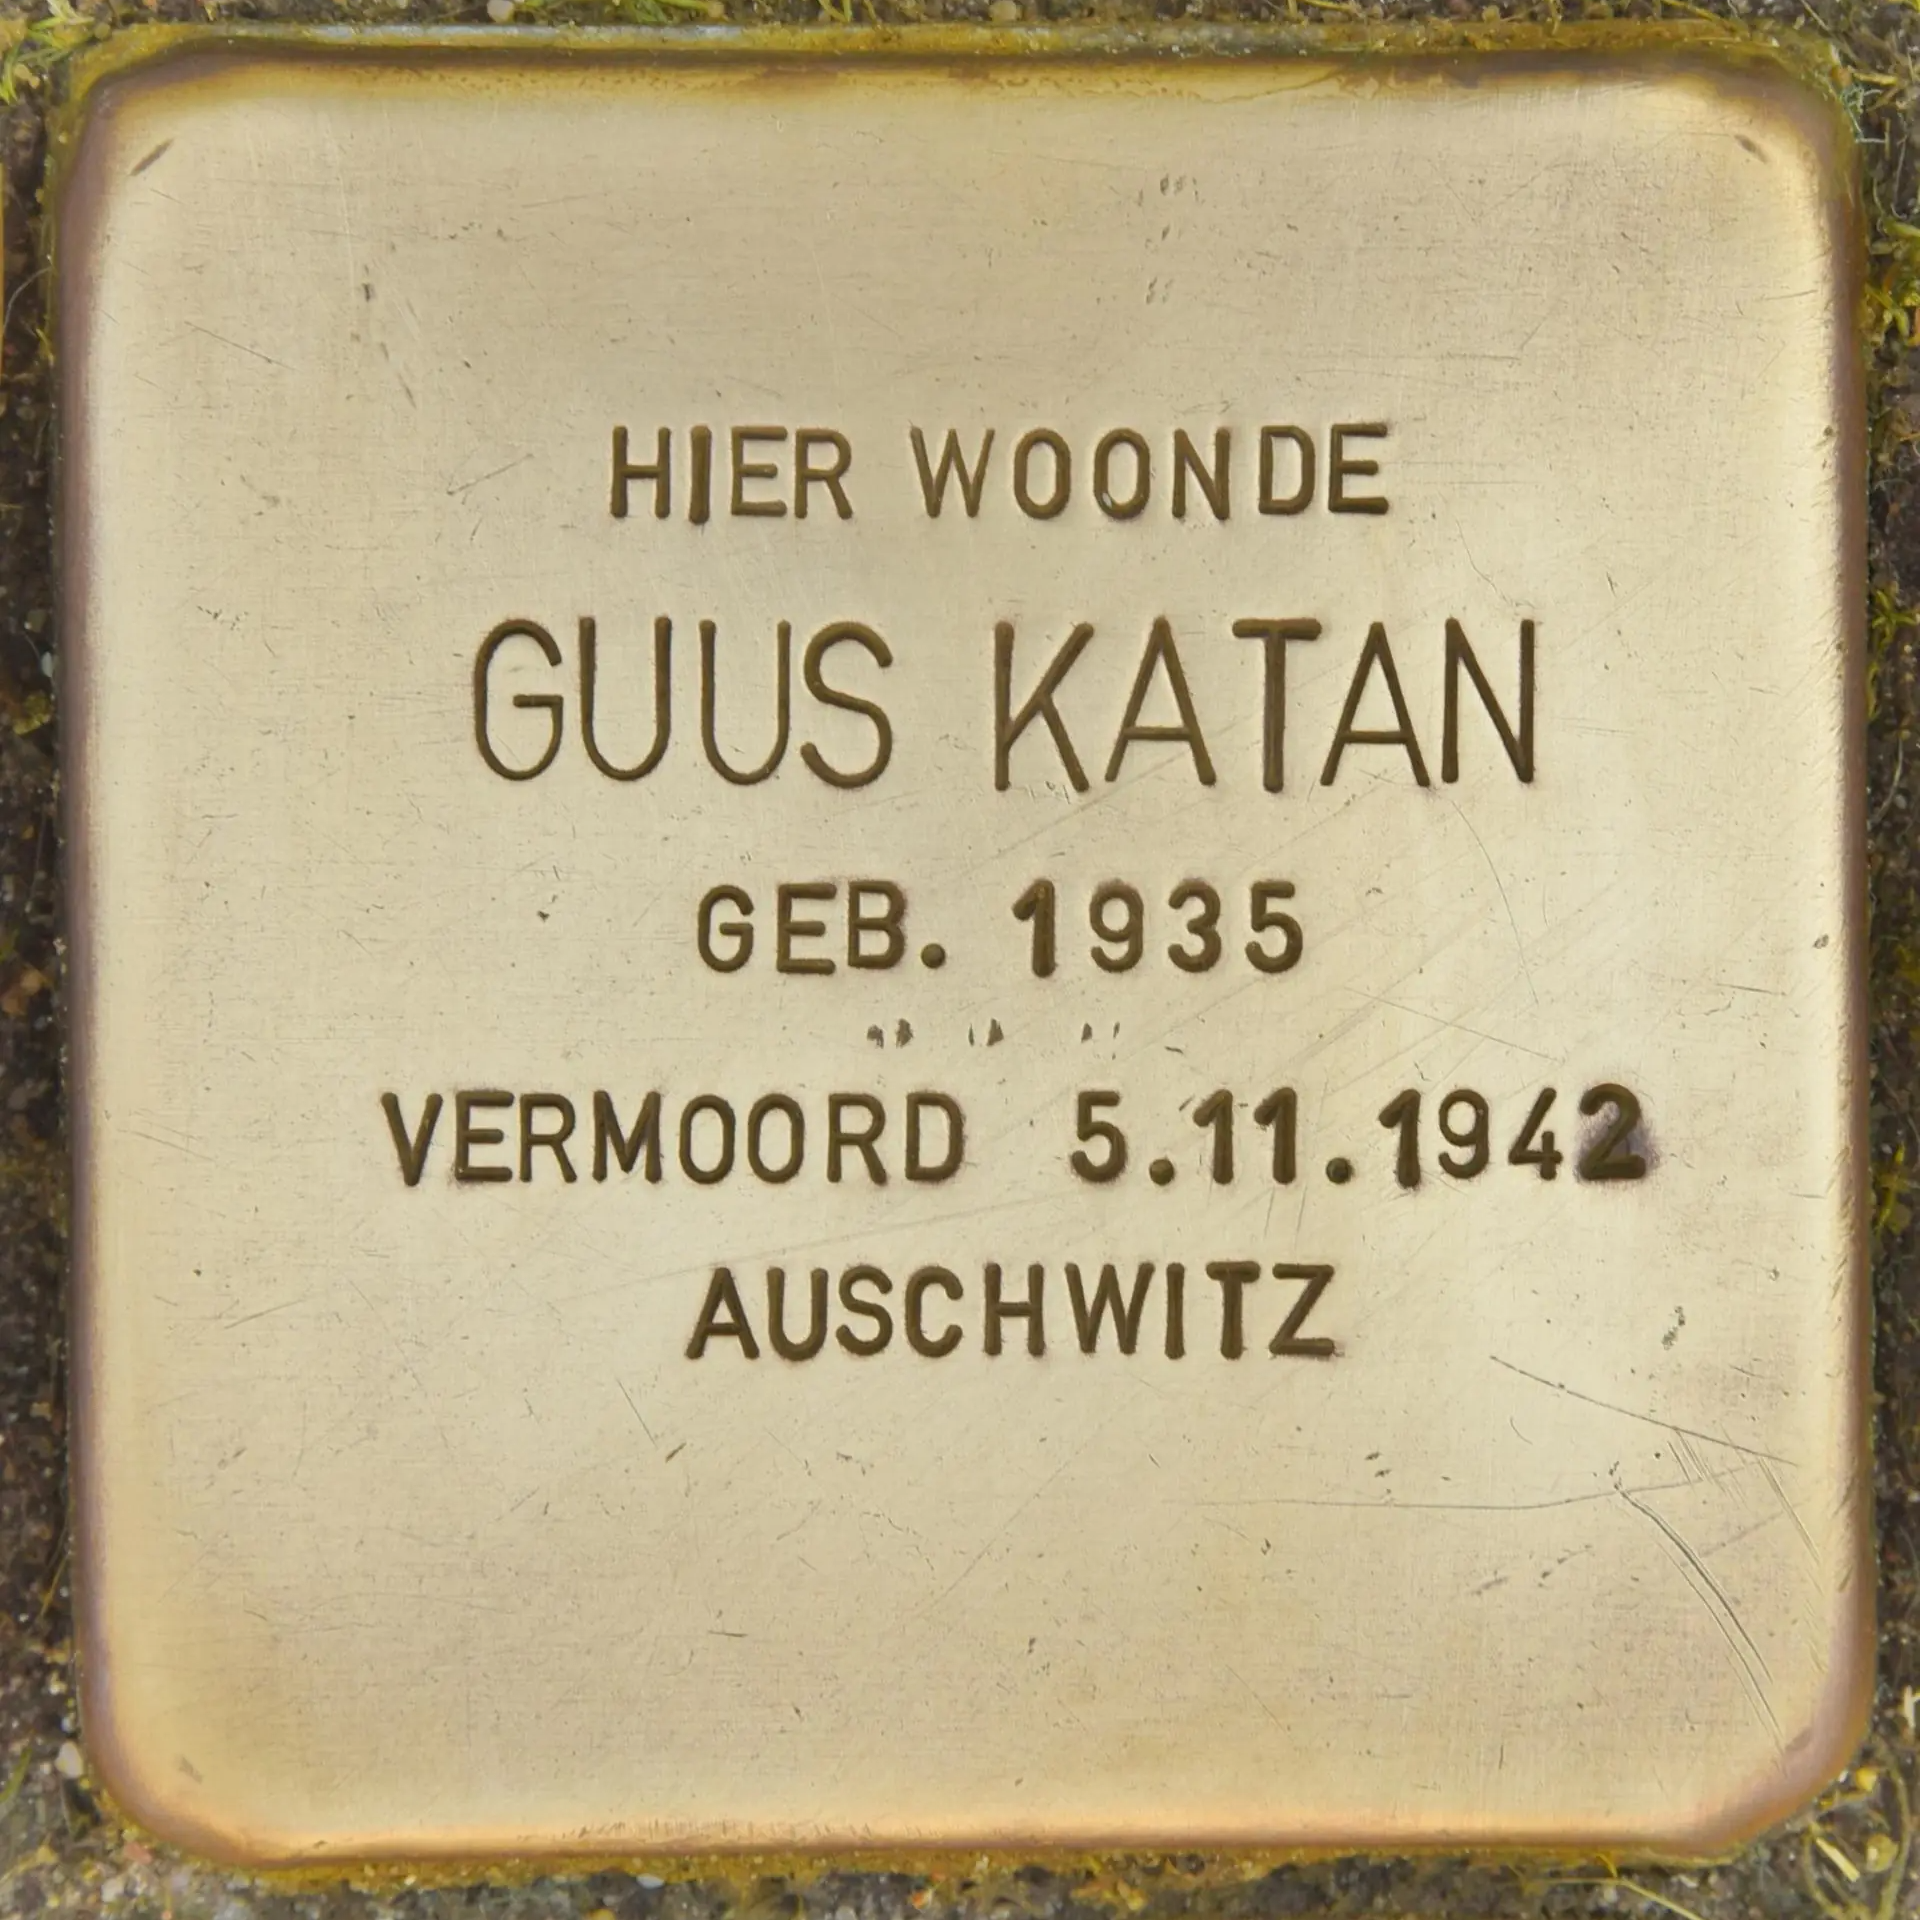 HIER WOONDE
GUUS KATAN
GEB. 1935
VERMOORD 5.11.1942
AUSCHWITZ